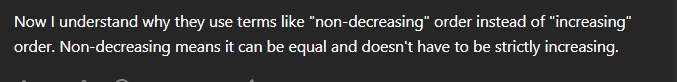 Now I understand why they use terms like "non-decreasing" order instead of "increasing"
order. Non-decreasing means it can be equal and doesn't have to be strictly increasing.